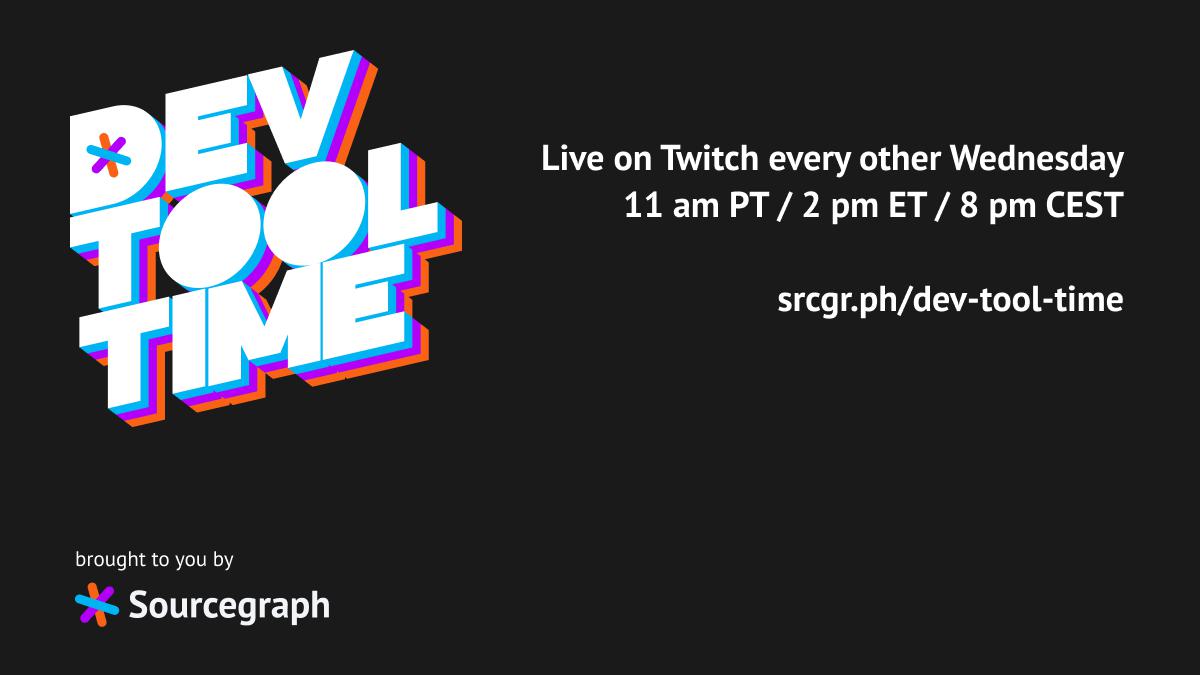 DEV
TOOL
TIME
Live on Twitch every other Wednesday
11 am PT / 2 pm ET / 8 pm CEST
srcgr.ph/dev-tool-time
brought to you by
Sourcegraph